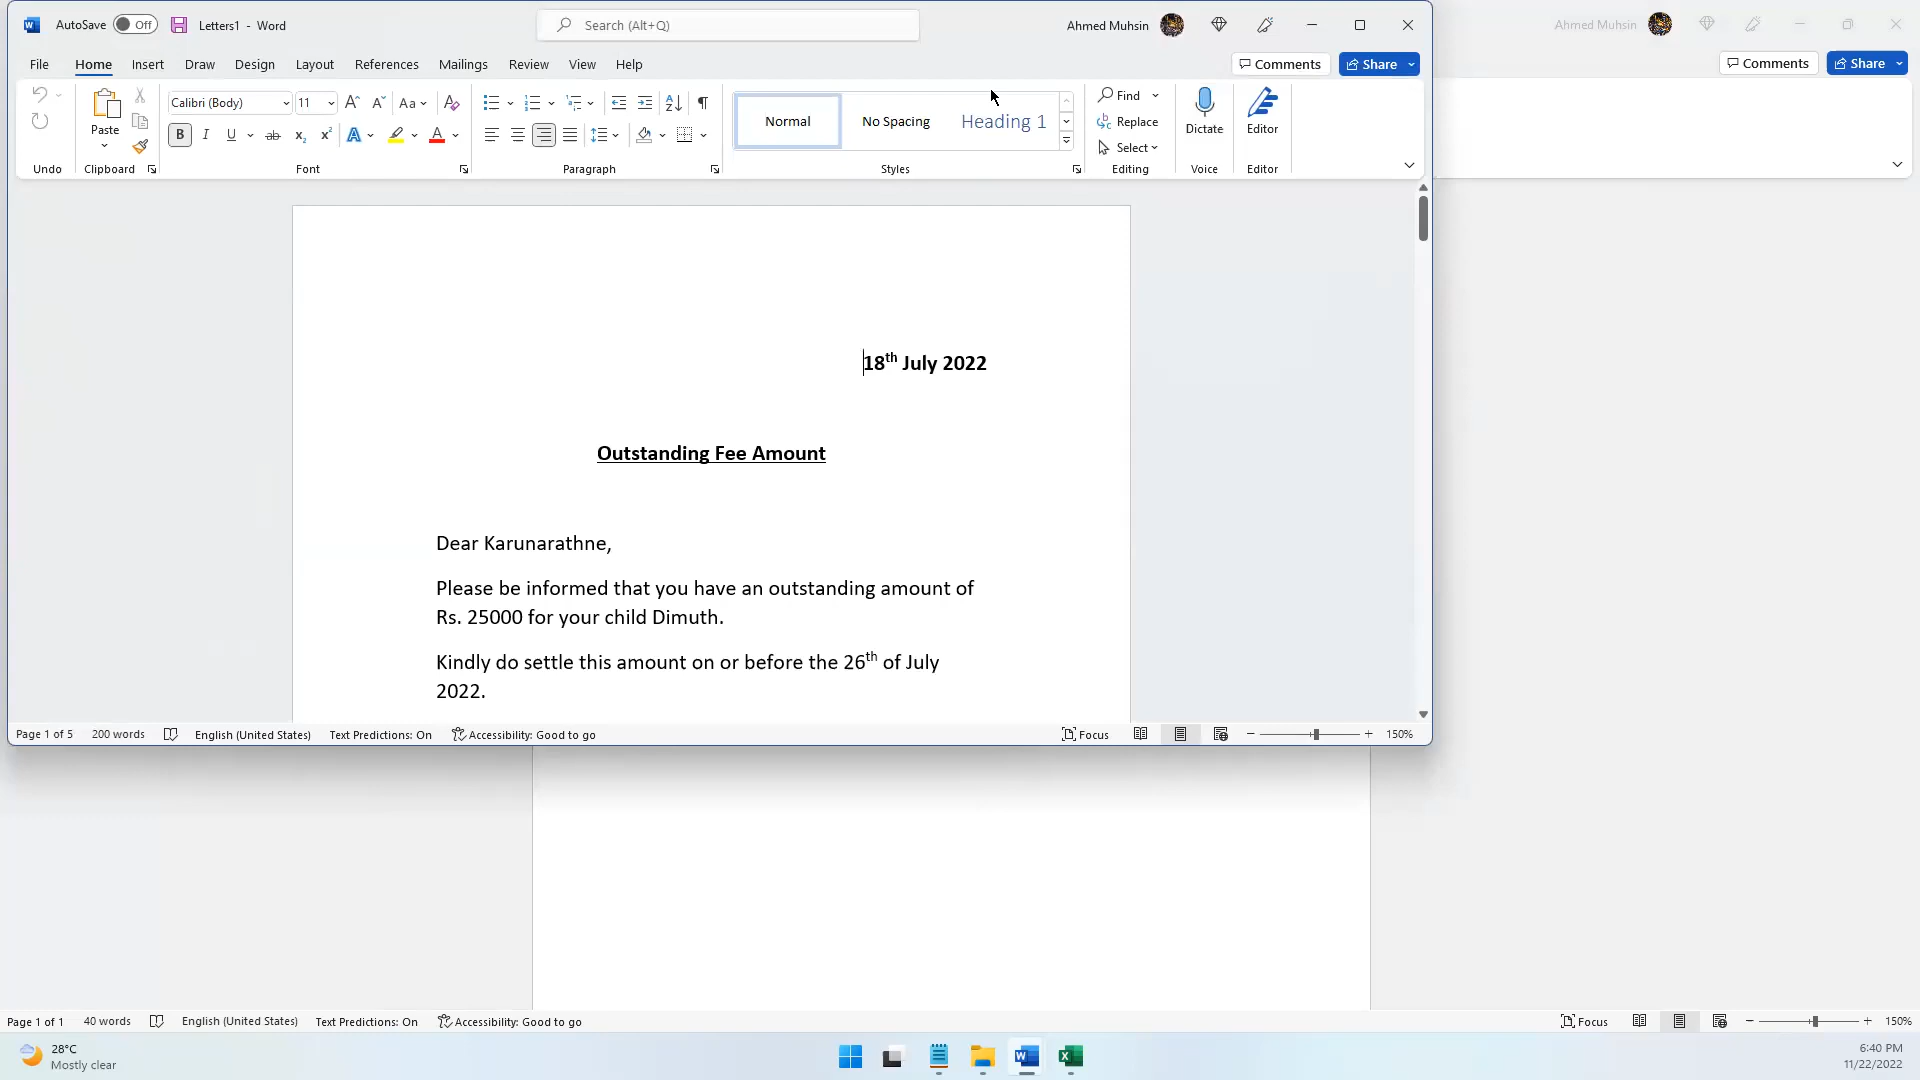 AutoSave Off Letters1 - Word Search (Alt+Q) Ahmed Muhsin
Ahmed Muhsin
File Home Insert Draw Design Layout References Mailings Review View Help Comments Share
Comments Share
Calibri (Body) 11 Aa
Paste
B I U ab x₂ x² A A
Normal No Spacing Heading 1
Find
Replace
Select
Dictate
Editor
Undo Clipboard Font Paragraph Styles Editing Voice Editor
18th July 2022
Outstanding Fee Amount
Dear Karunarathne,
Please be informed that you have an outstanding amount of
Rs. 25000 for your child Dimuth.
Kindly do settle this amount on or before the 26th of July
2022.
Page 1 of 5 200 words English (United States) Text Predictions: On Accessibility: Good to go Focus 150%
Page 1 of 1 40 words English (United States) Text Predictions: On Accessibility: Good to go Focus 150%
28°C
Mostly clear
6:40 PM
11/22/2022